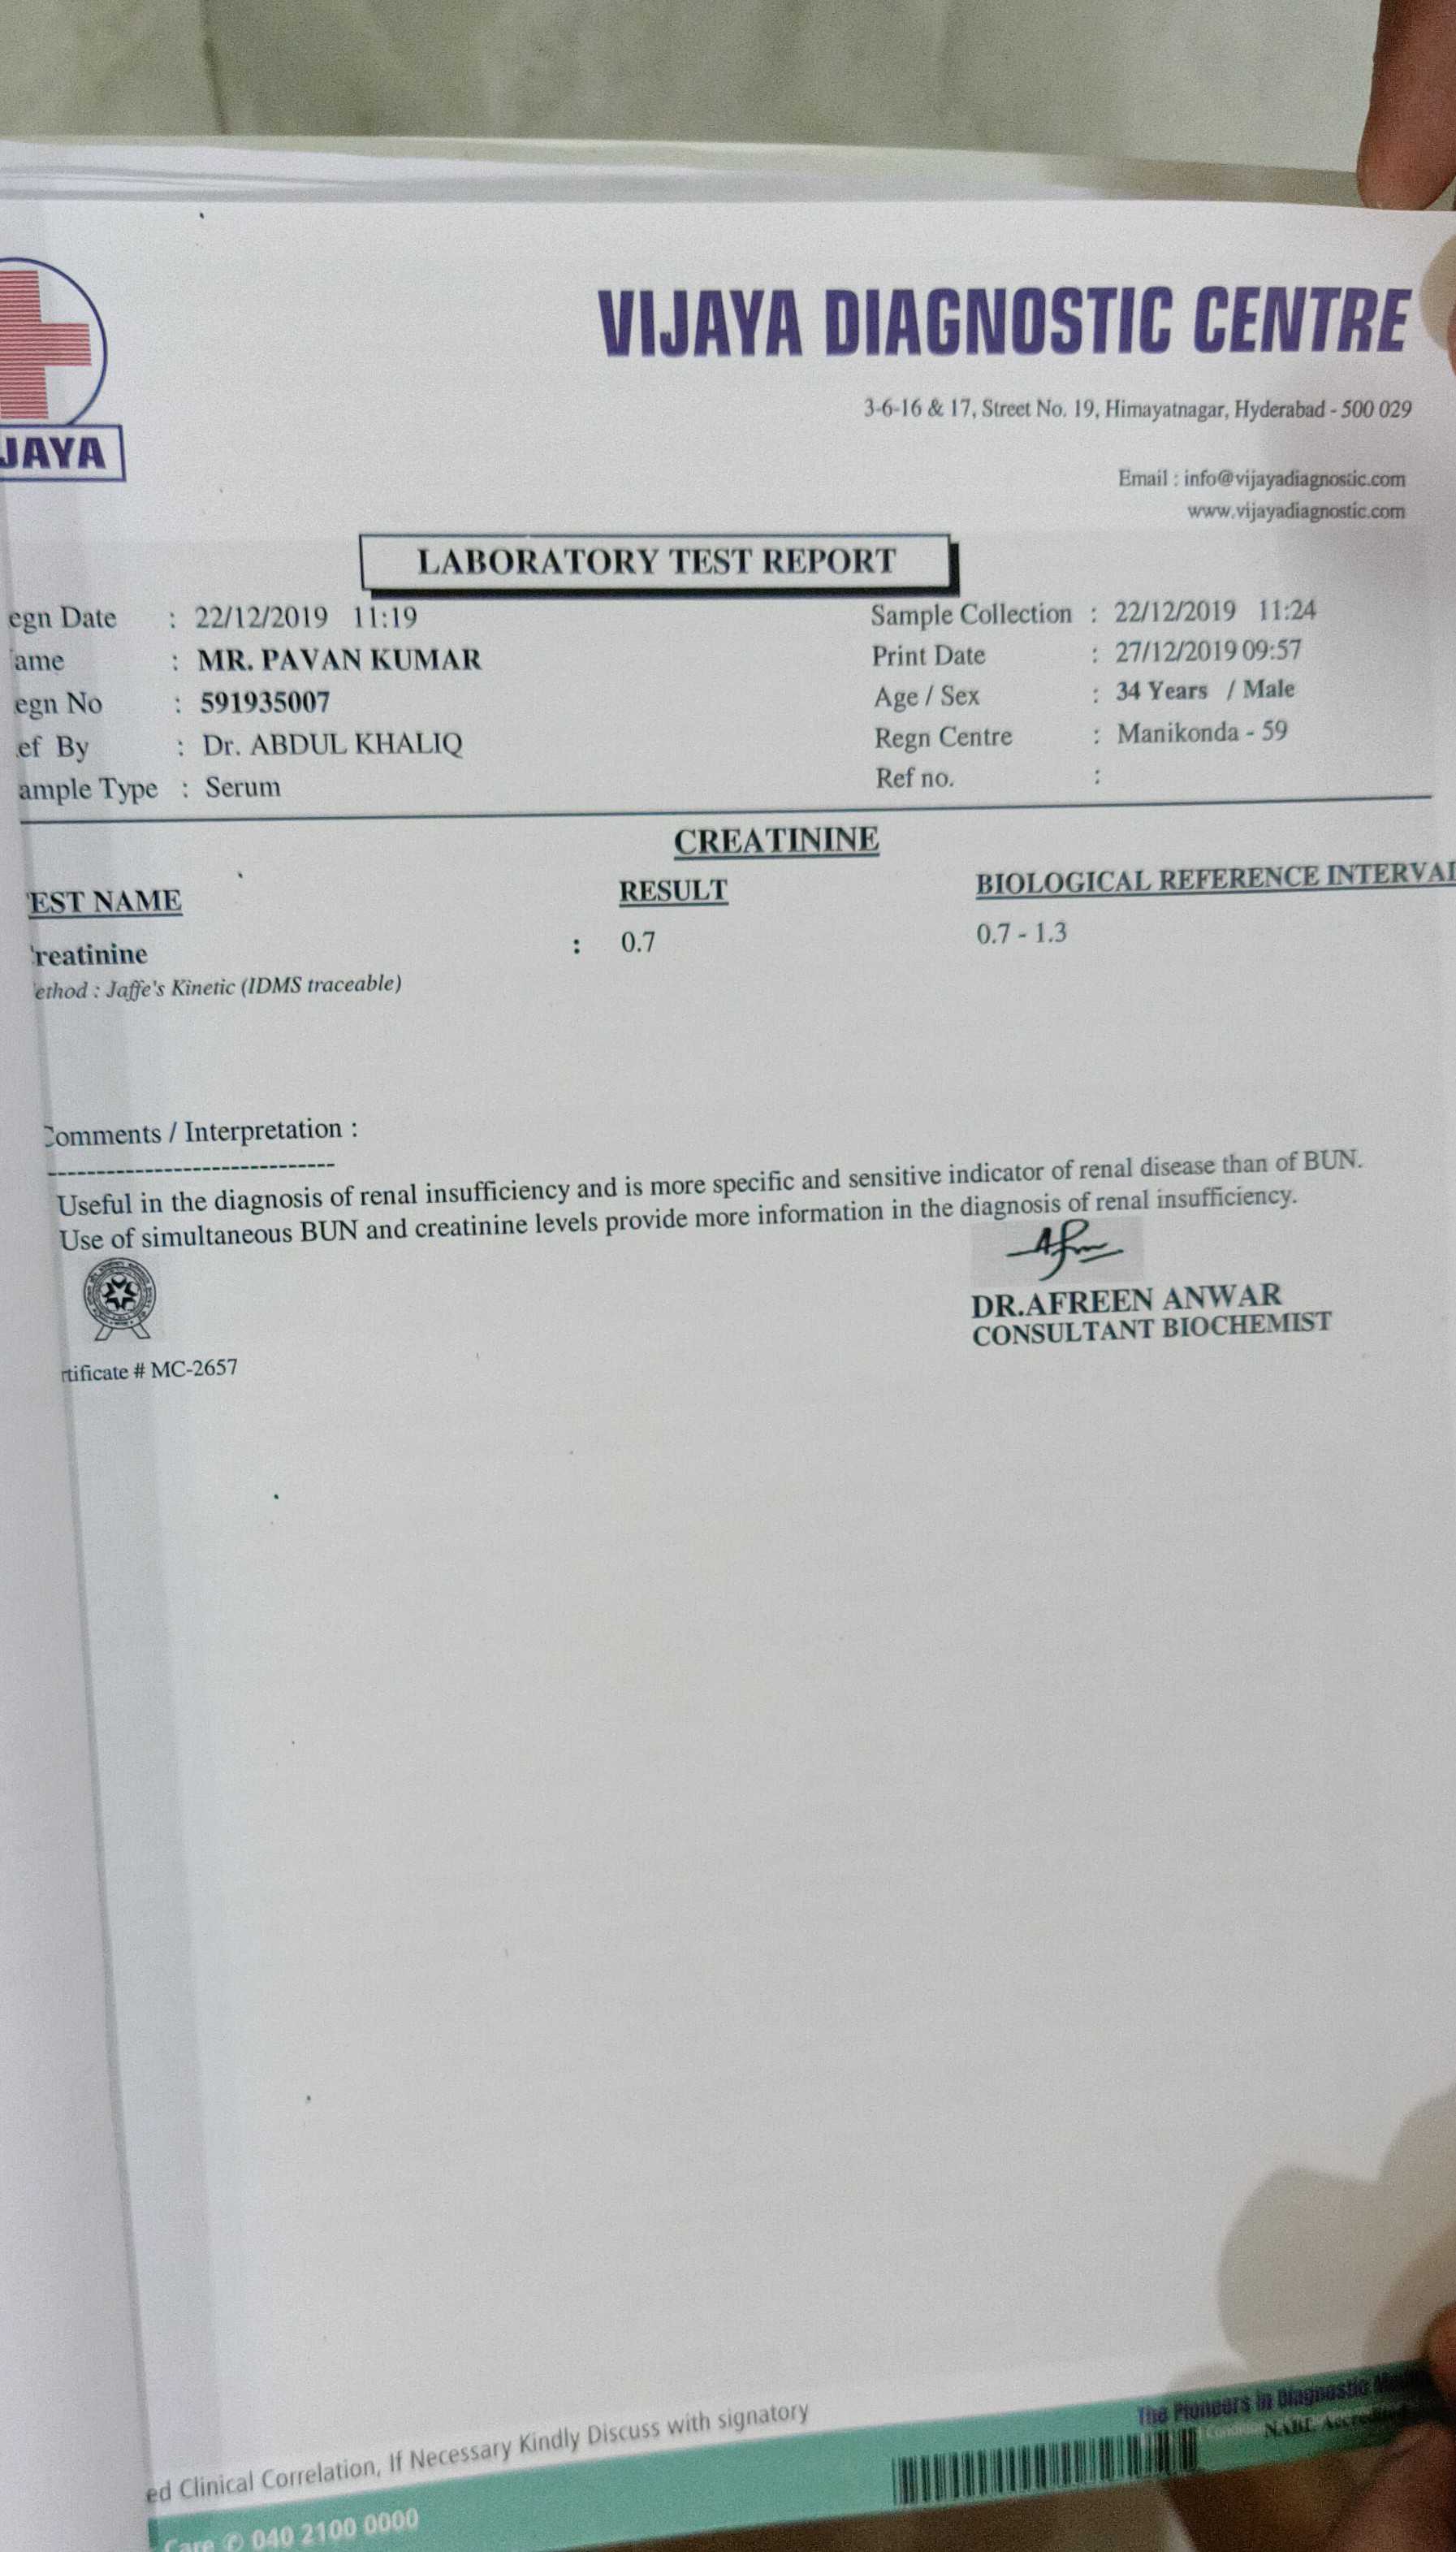 VIJAYA DIAGNOSTIC CENTRE
3-6-16 & 17, Street No. 19, Himayatnagar, Hyderabad - 500 029
JAYA
Email : info@vijayadiagnostic.com
www.vijayadiagnostic.com
LABORATORY TEST REPORT
egn Date : 22/12/2019 11:19 Sample Collection : 22/12/2019 11:24
ame : MR. PAVAN KUMAR Print Date : 27/12/2019 09:57
egn No : 591935007 Age / Sex : 34 Years / Male
ef By : Dr. ABDUL KHALIQ Regn Centre : Manikonda - 59
ample Type : Serum Ref no. :
CREATININE
EST NAME RESULT BIOLOGICAL REFERENCE INTERVAL
reatinine : 0.7 0.7 - 1.3
ethod : Jaffe's Kinetic (IDMS traceable)
Comments / Interpretation :
-----------------------------
Useful in the diagnosis of renal insufficiency and is more specific and sensitive indicator of renal disease than of BUN.
Use of simultaneous BUN and creatinine levels provide more information in the diagnosis of renal insufficiency.
DR.AFREEN ANWAR
CONSULTANT BIOCHEMIST
rtificate # MC-2657
ed Clinical Correlation, If Necessary Kindly Discuss with signatory
The Pioneers In Diagnostic
NABL
Care ✆ 040 2100 0000